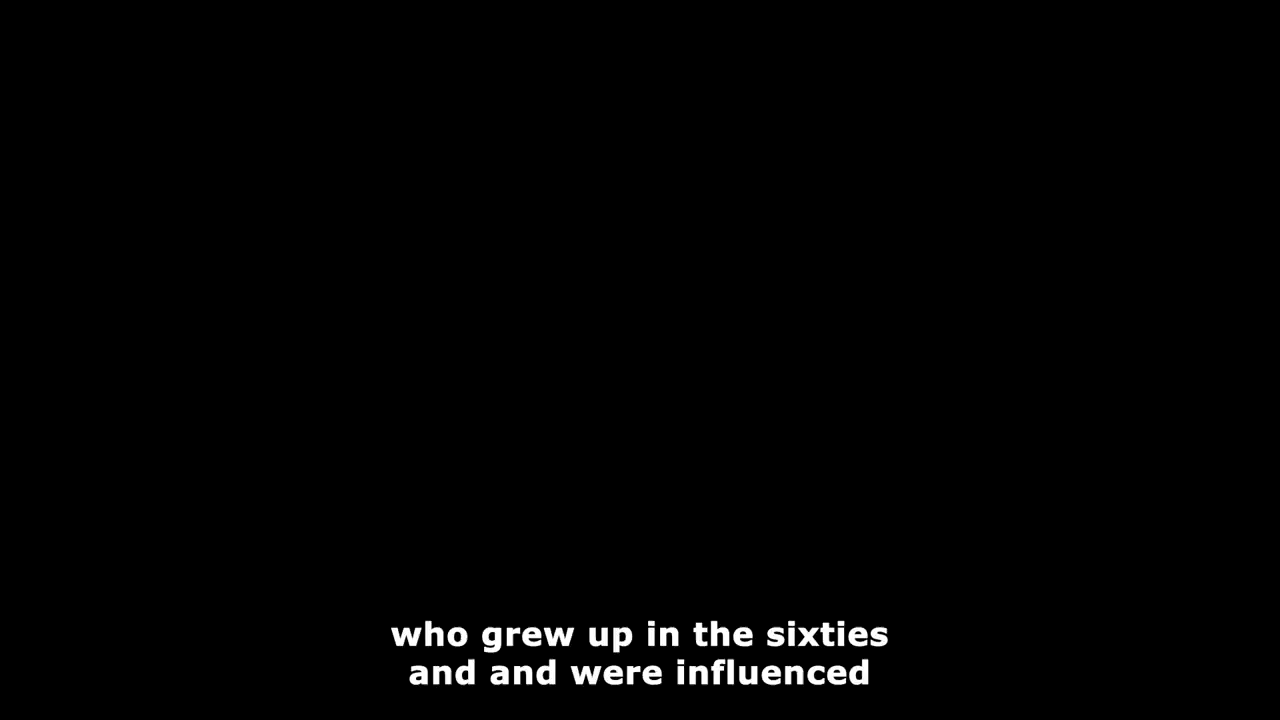 who grew up in the sixties
and and were influenced